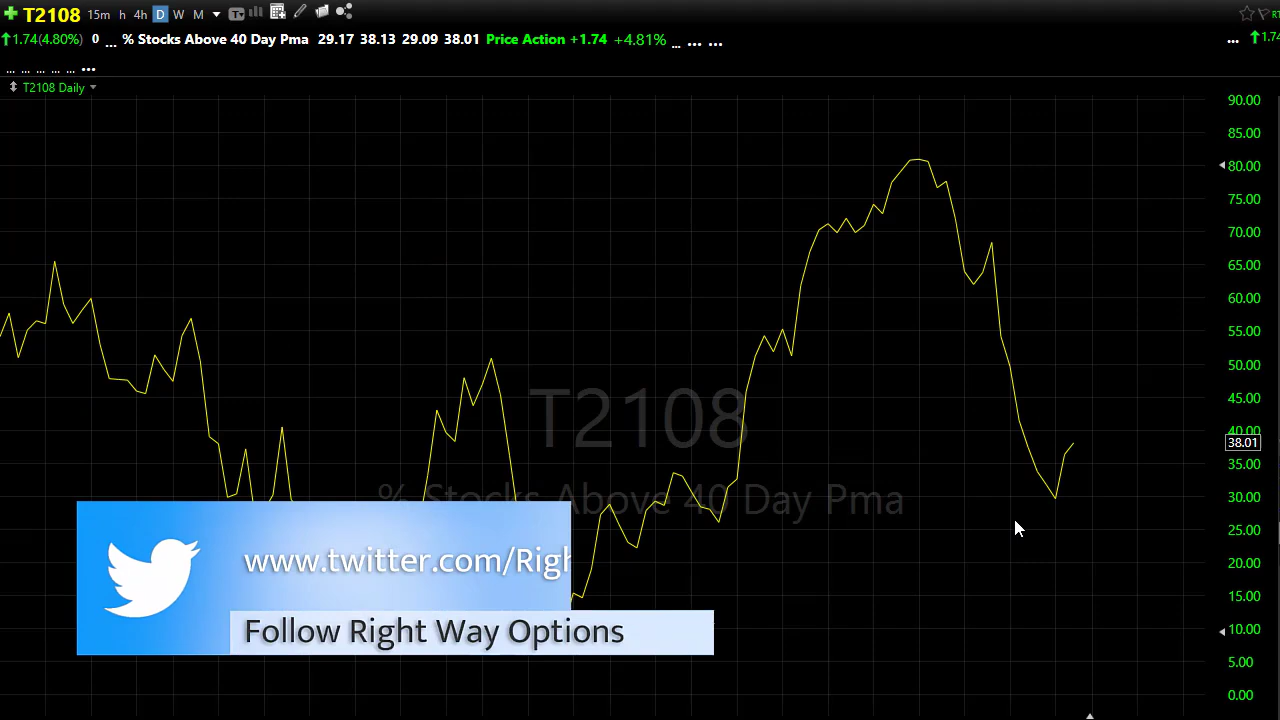 T2108 15m h 4h D W M
1.74(4.80%) 0 ... % Stocks Above 40 Day Pma 29.17 38.13 29.09 38.01 Price Action +1.74 +4.81% ... ... ... ... 1.74
... ... ... ... ... ...
T2108 Daily
90.00
85.00
80.00
75.00
70.00
65.00
60.00
55.00
50.00
45.00
40.00
38.01
35.00
30.00
25.00
20.00
15.00
10.00
5.00
0.00
T2108
% Stocks Above 40 Day Pma
www.twitter.com/Righ
Follow Right Way Options